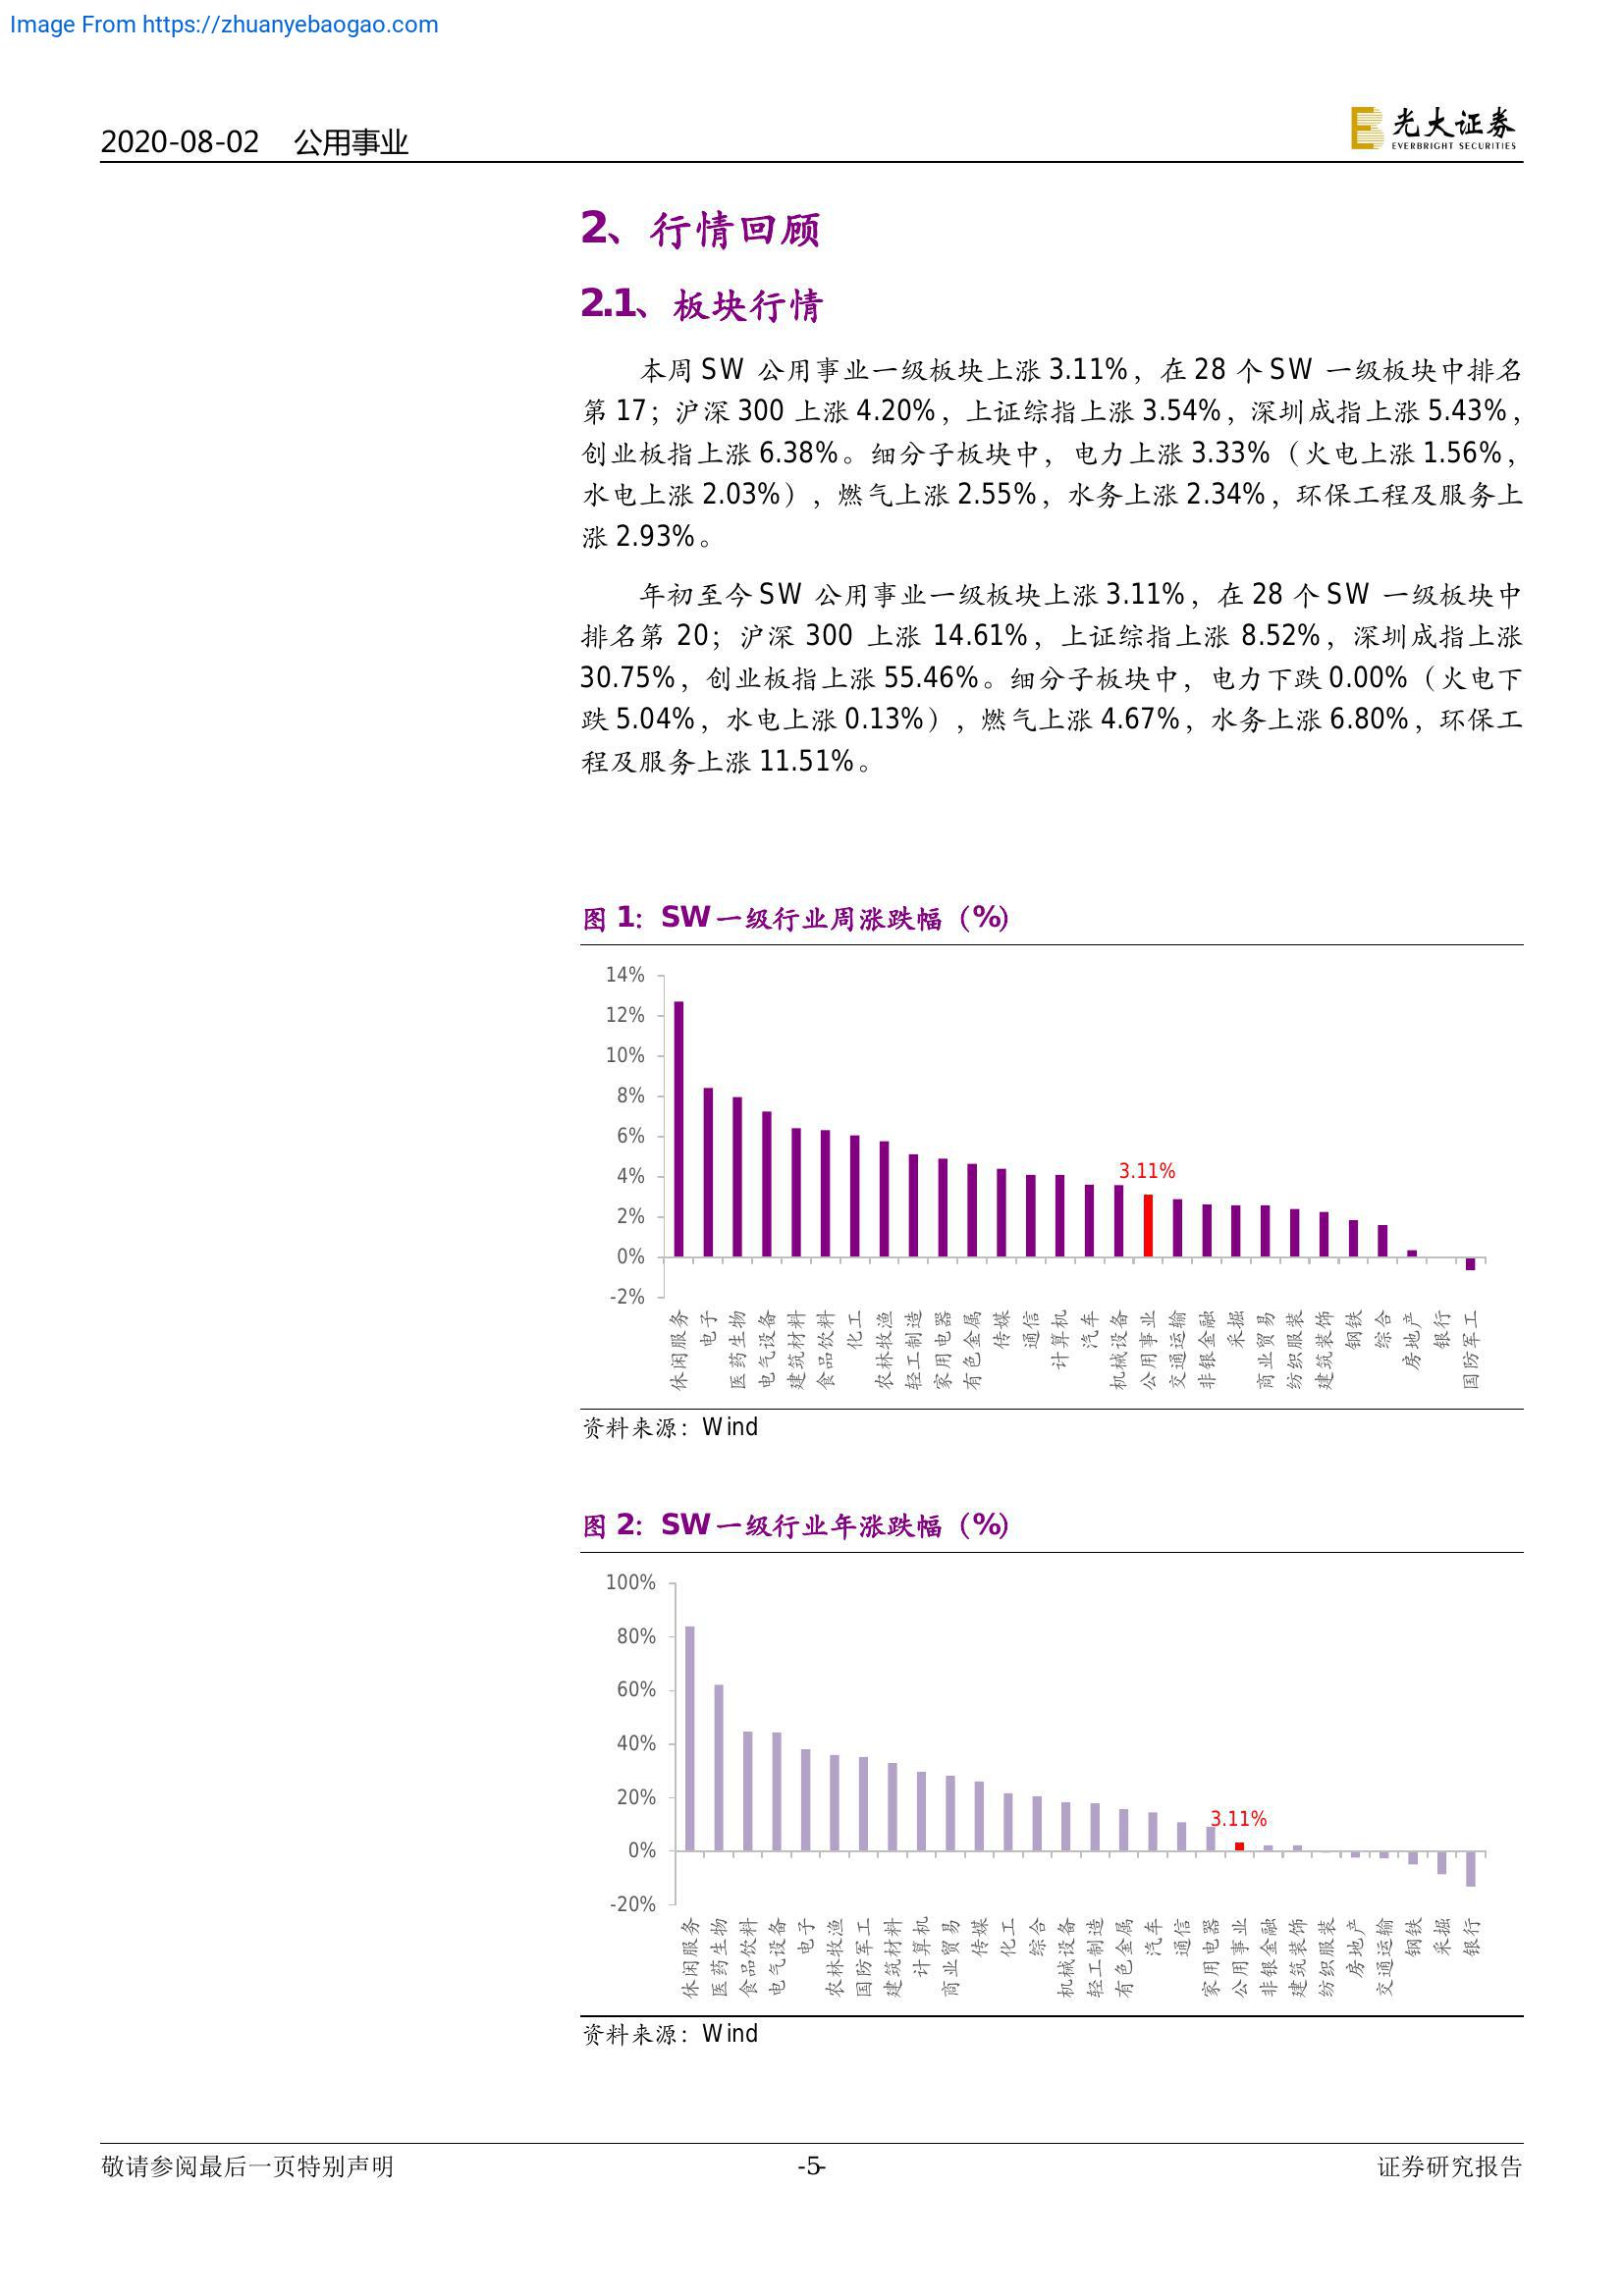 Image From https://zhuanyebaogao.com
2020-08-02 公用事业
光大证券
EVERBRIGHT SECURITIES
2、行情回顾
2.1、板块行情
本周 SW 公用事业一级板块上涨 3.11%，在 28 个 SW 一级板块中排名
第 17；沪深 300 上涨 4.20%，上证综指上涨 3.54%，深圳成指上涨 5.43%，
创业板指上涨 6.38%。细分子板块中，电力上涨 3.33%（火电上涨 1.56%，
水电上涨 2.03%），燃气上涨 2.55%，水务上涨 2.34%，环保工程及服务上
涨 2.93%。
年初至今 SW 公用事业一级板块上涨 3.11%，在 28 个 SW 一级板块中
排名第 20；沪深 300 上涨 14.61%，上证综指上涨 8.52%，深圳成指上涨
30.75%，创业板指上涨 55.46%。细分子板块中，电力下跌 0.00%（火电下
跌 5.04%，水电上涨 0.13%），燃气上涨 4.67%，水务上涨 6.80%，环保工
程及服务上涨 11.51%。
图 1：SW 一级行业周涨跌幅（%）
14%
12%
10%
8%
6%
4%
2%
0%
-2%
3.11%
休闲服务
电子
医药生物
电气设备
建筑材料
食品饮料
化工
农林牧渔
轻工制造
家用电器
有色金属
传媒
通信
计算机
汽车
机械设备
公用事业
交通运输
非银金融
采掘
商业贸易
纺织服装
建筑装饰
钢铁
综合
房地产
银行
国防军工
资料来源：Wind
图 2：SW 一级行业年涨跌幅（%）
100%
80%
60%
40%
20%
0%
-20%
3.11%
休闲服务
医药生物
食品饮料
电气设备
电子
农林牧渔
国防军工
建筑材料
计算机
商业贸易
传媒
化工
综合
机械设备
轻工制造
有色金属
汽车
通信
家用电器
公用事业
非银金融
建筑装饰
纺织服装
房地产
交通运输
钢铁
采掘
银行
资料来源：Wind
敬请参阅最后一页特别声明
-5-
证券研究报告